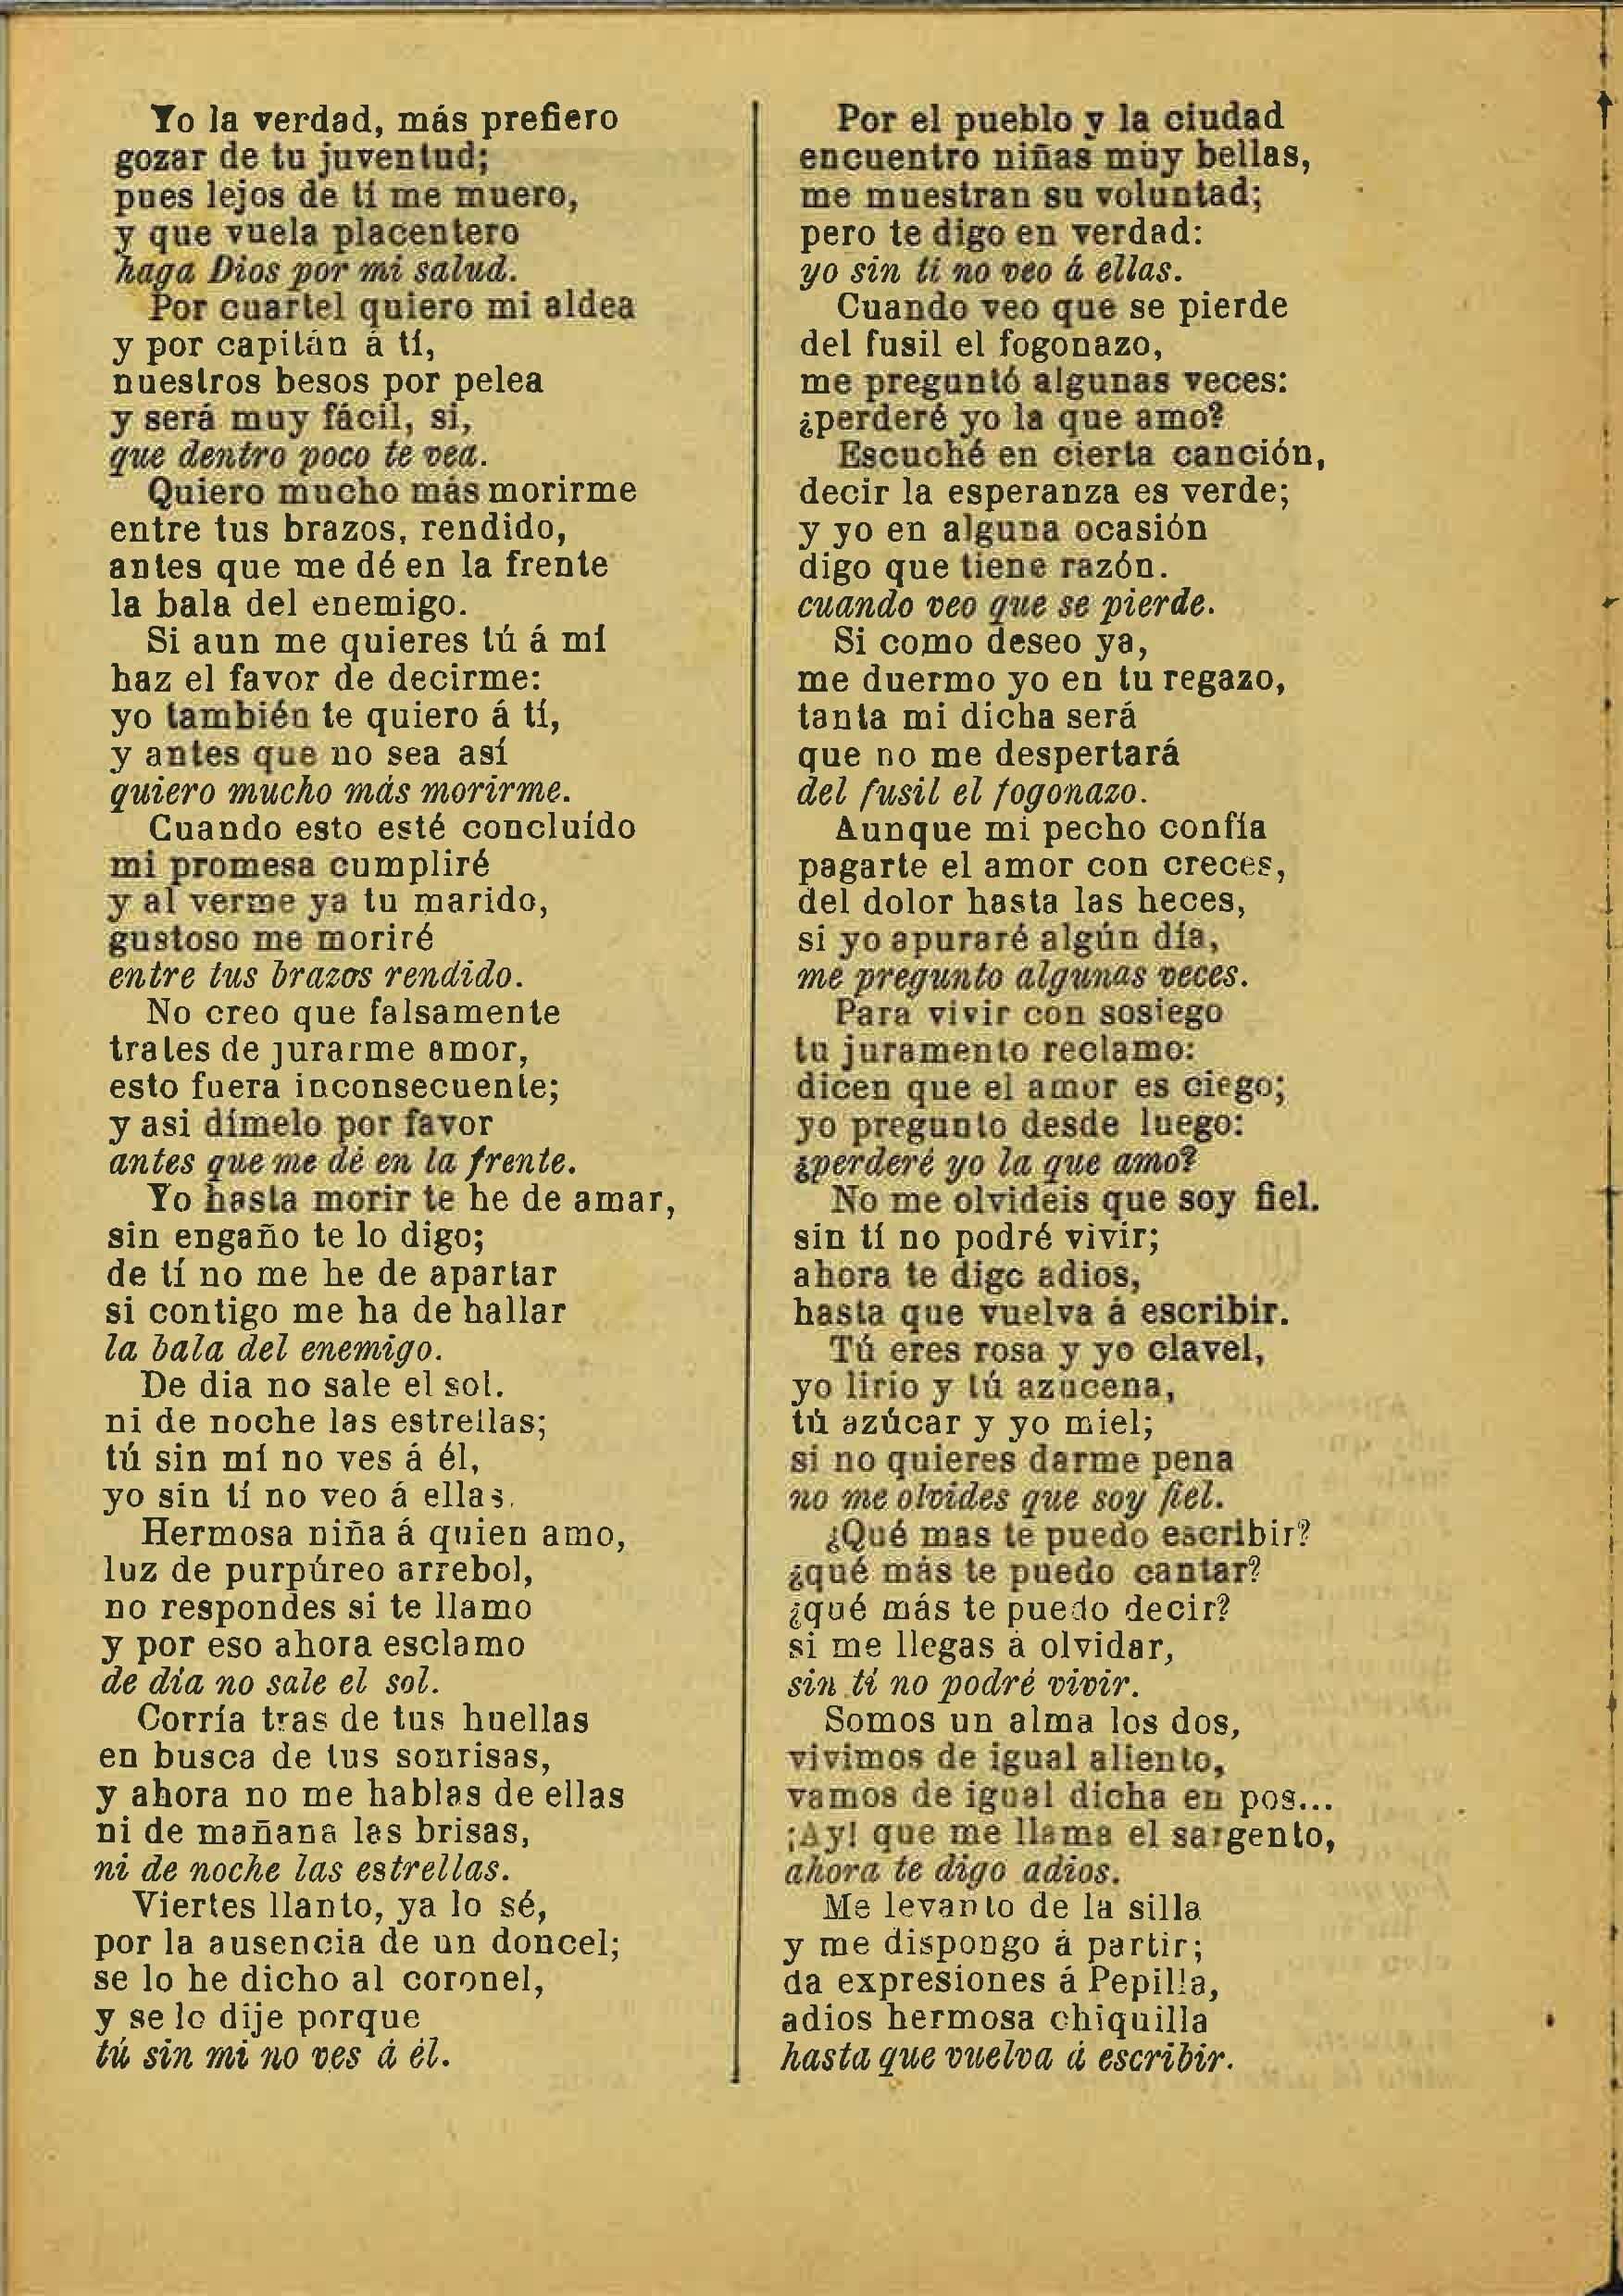 Yo la verdad, más prefiero
gozar de tu juventud;
pues lejos de tí me muero,
y que vuela placentero
haga Dios por mi salud.
Por cuartel quiero mi aldea
y por capitán á tí,
nuestros besos por pelea
y será muy fácil, si,
que dentro poco te vea.
Quiero mucho más morirme
entre tus brazos, rendido,
antes que me dé en la frente
la bala del enemigo.
Si aun me quieres tú á mí
haz el favor de decirme:
yo también te quiero á tí,
y antes que no sea así
quiero mucho más morirme.
Cuando esto esté concluído
mi promesa cumpliré
y al verme ya tu marido,
gustoso me moriré
entre tus brazos rendido.
No creo que falsamente
trates de jurarme amor,
esto fuera inconsecuente;
y asi dímelo por favor
antes que me dé en la frente.
Yo hasta morir te he de amar,
sin engaño te lo digo;
de tí no me he de apartar
si contigo me ha de hallar
la bala del enemigo.
De dia no sale el sol.
ni de noche las estrellas;
tú sin mí no ves á él,
yo sin tí no veo á ellas.
Hermosa niña á quien amo,
luz de purpúreo arrebol,
no respondes si te llamo
y por eso ahora esclamo
de día no sale el sol.
Corría tras de tus huellas
en busca de tus sonrisas,
y ahora no me hablas de ellas
ni de mañana las brisas,
ni de noche las estrellas.
Viertes llanto, ya lo sé,
por la ausencia de un doncel;
se lo he dicho al coronel,
y se lo dije porque
tú sin mi no ves á él.
Por el pueblo y la ciudad
encuentro niñas muy bellas,
me muestran su voluntad;
pero te digo en verdad:
yo sin tí no veo á ellas.
Cuando veo que se pierde
del fusil el fogonazo,
me preguntó algunas veces:
¿perderé yo la que amo?
Escuché en cierta canción,
decir la esperanza es verde;
y yo en alguna ocasión
digo que tiene razón.
cuando veo que se pierde.
Si como deseo ya,
me duermo yo en tu regazo,
tanta mi dicha será
que no me despertará
del fusil el fogonazo.
Aunque mi pecho confía
pagarte el amor con creces,
del dolor hasta las heces,
si yo apuraré algún día,
me pregunto algunas veces.
Para vivir con sosiego
tu juramento reclamo:
dicen que el amor es ciego;
yo pregunto desde luego:
¿perderé yo la que amo?
No me olvideis que soy fiel.
sin tí no podré vivir;
ahora te digo adios,
hasta que vuelva á escribir.
Tú eres rosa y yo clavel,
yo lirio y tú azucena,
tú azúcar y yo miel;
si no quieres darme pena
no me olvides que soy fiel.
¿Qué mas te puedo escribir?
¿qué más te puedo cantar?
¿qué más te puedo decir?
si me llegas á olvidar,
sin tí no podré vivir.
Somos un alma los dos,
vivimos de igual aliento,
vamos de igual dicha en pos...
¡Ay! que me llama el sargento,
ahora te digo adios.
Me levanto de la silla
y me dispongo á partir;
da expresiones á Pepilla,
adios hermosa chiquilla
hasta que vuelva á escribir.